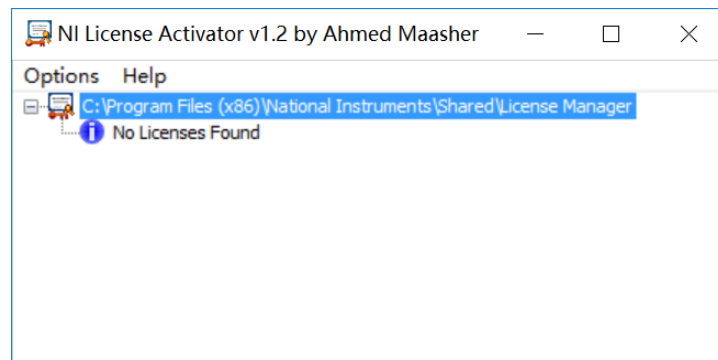 NI License Activator v1.2 by Ahmed Maasher
Options Help
C:\Program Files (x86)\National Instruments\Shared\License Manager
No Licenses Found